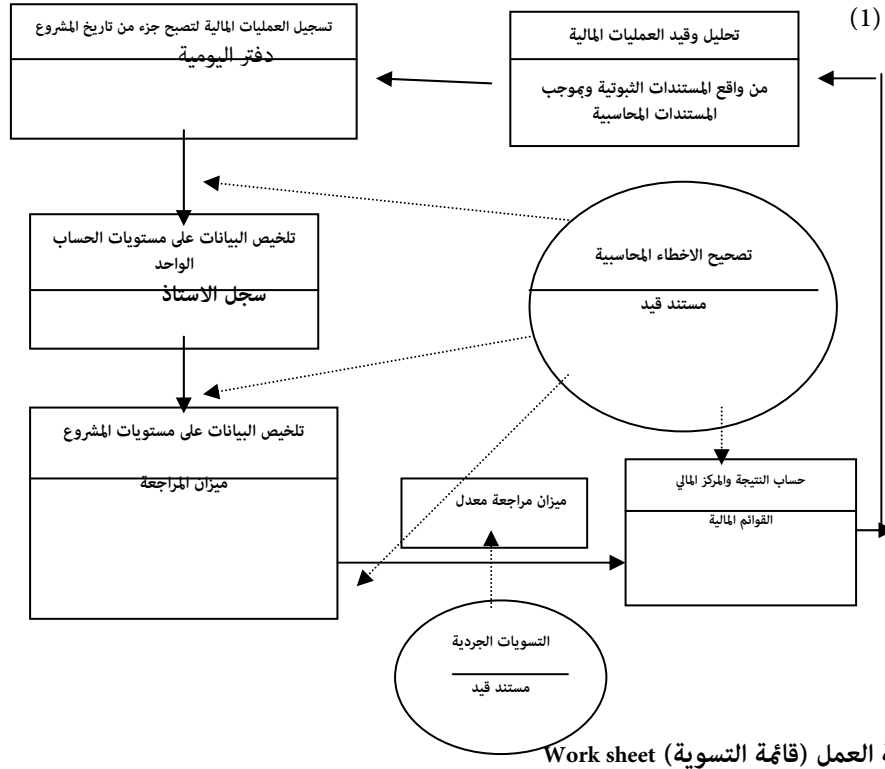 (1)
تحليل وقيد العمليات المالية
من واقع المستندات الثبوتية وبموجب
المستندات المحاسبية
تسجيل العمليات المالية لتصبح جزء من تاريخ المشروع
دفتر اليومية
تلخيص البيانات على مستويات الحساب
الواحد
سجل الاستاذ
تصحيح الاخطاء المحاسبية
مستند قيد
تلخيص البيانات على مستويات المشروع
ميزان المراجعة
ميزان مراجعة معدل
حساب النتيجة والمركز المالي
القوائم المالية
التسويات الجردية
مستند قيد
العمل (قائمة التسوية) Work sheet